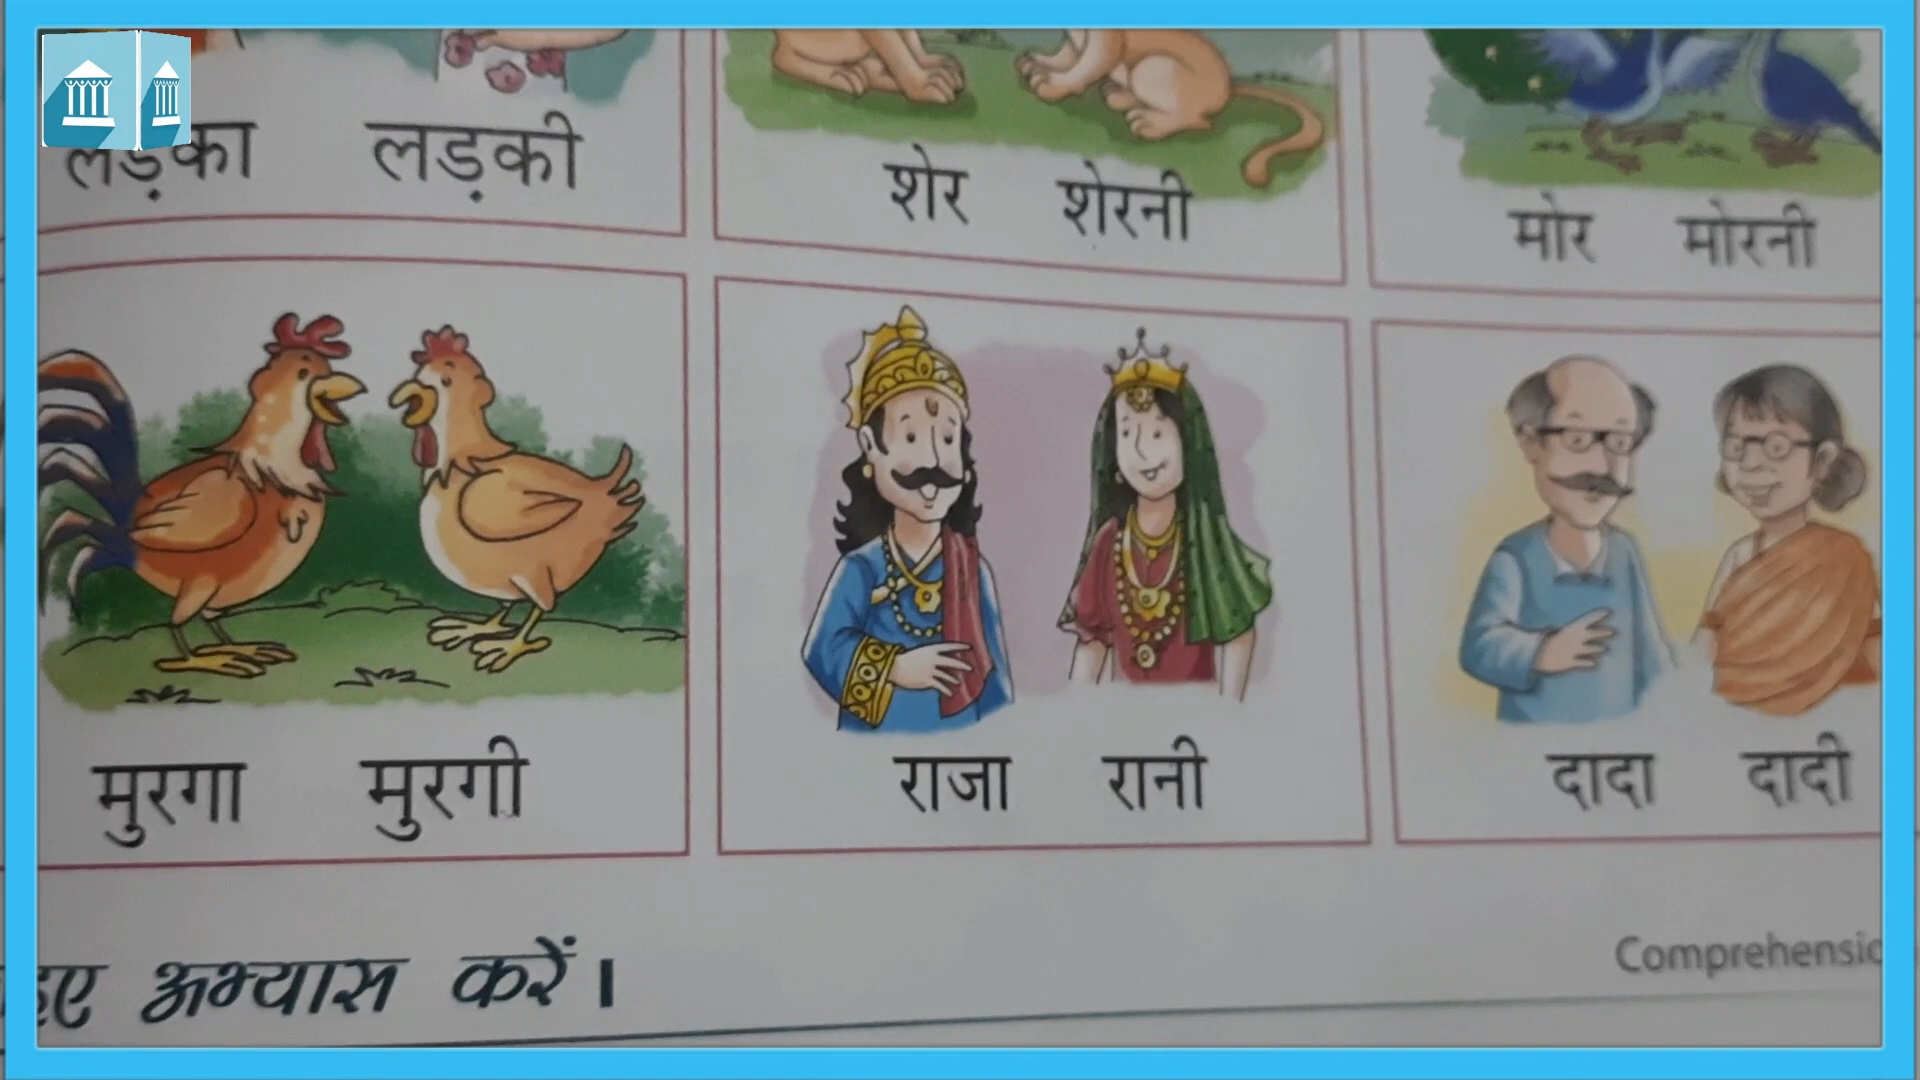 लड़का लड़की
शेर शेरनी
मोर मोरनी
मुरगा मुरगी
राजा रानी
दादा दादी
अभ्यास करें।